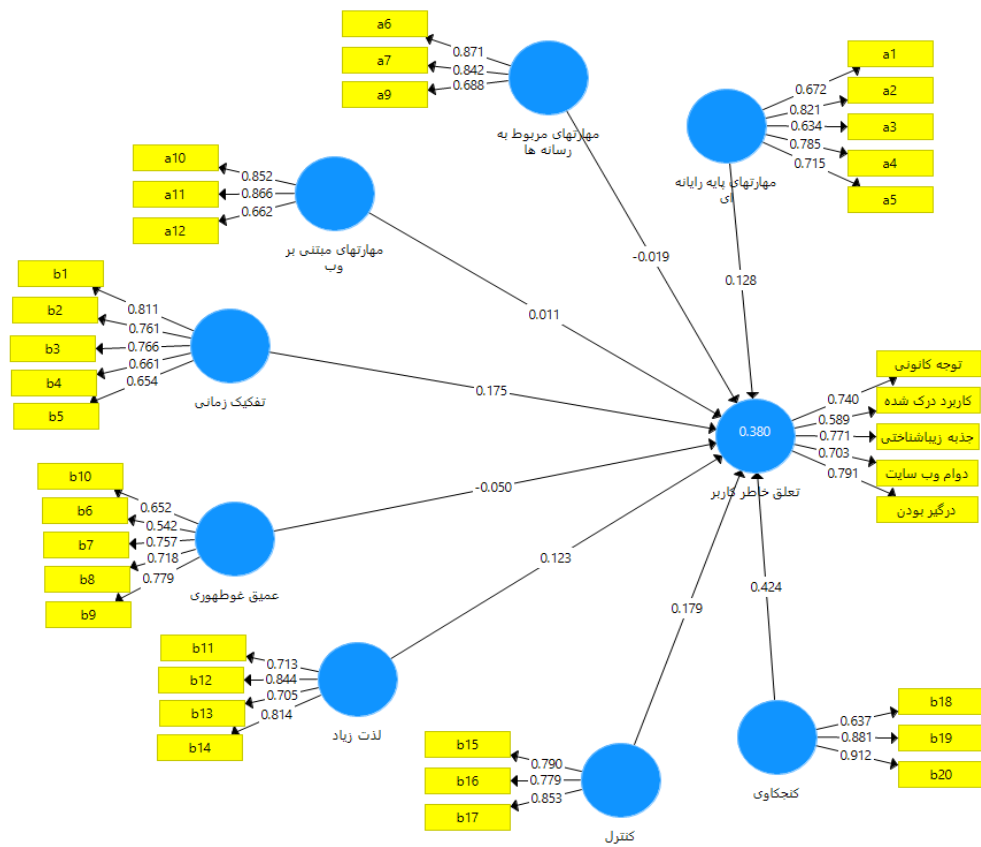 a6
a7
a9
0.871
0.842
0.688
مهارتهای مربوط به
رسانه ها
a1
a2
a3
a4
a5
0.672
0.821
0.634
0.785
0.715
مهارتهای پایه رایانه
ای
a10
a11
a12
0.852
0.866
0.662
مهارتهای مبتنی بر
وب
-0.019
0.128
0.011
b1
b2
b3
b4
b5
0.811
0.761
0.766
0.661
0.654
تفکیک زمانی
0.175
توجه کانونی
کاربرد درک شده
جذبه زیباشناختی
دوام وب سایت
درگیر بودن
0.740
0.589
0.771
0.703
0.791
0.380
تعلق خاطر کاربر
b10
b6
b7
b8
b9
0.652
0.542
0.757
0.718
0.779
عمیق غوطهوری
-0.050
0.123
0.179
0.424
b11
b12
b13
b14
0.713
0.844
0.705
0.814
لذت زیاد
b15
b16
b17
0.790
0.779
0.853
کنترل
b18
b19
b20
0.637
0.881
0.912
کنجکاوی